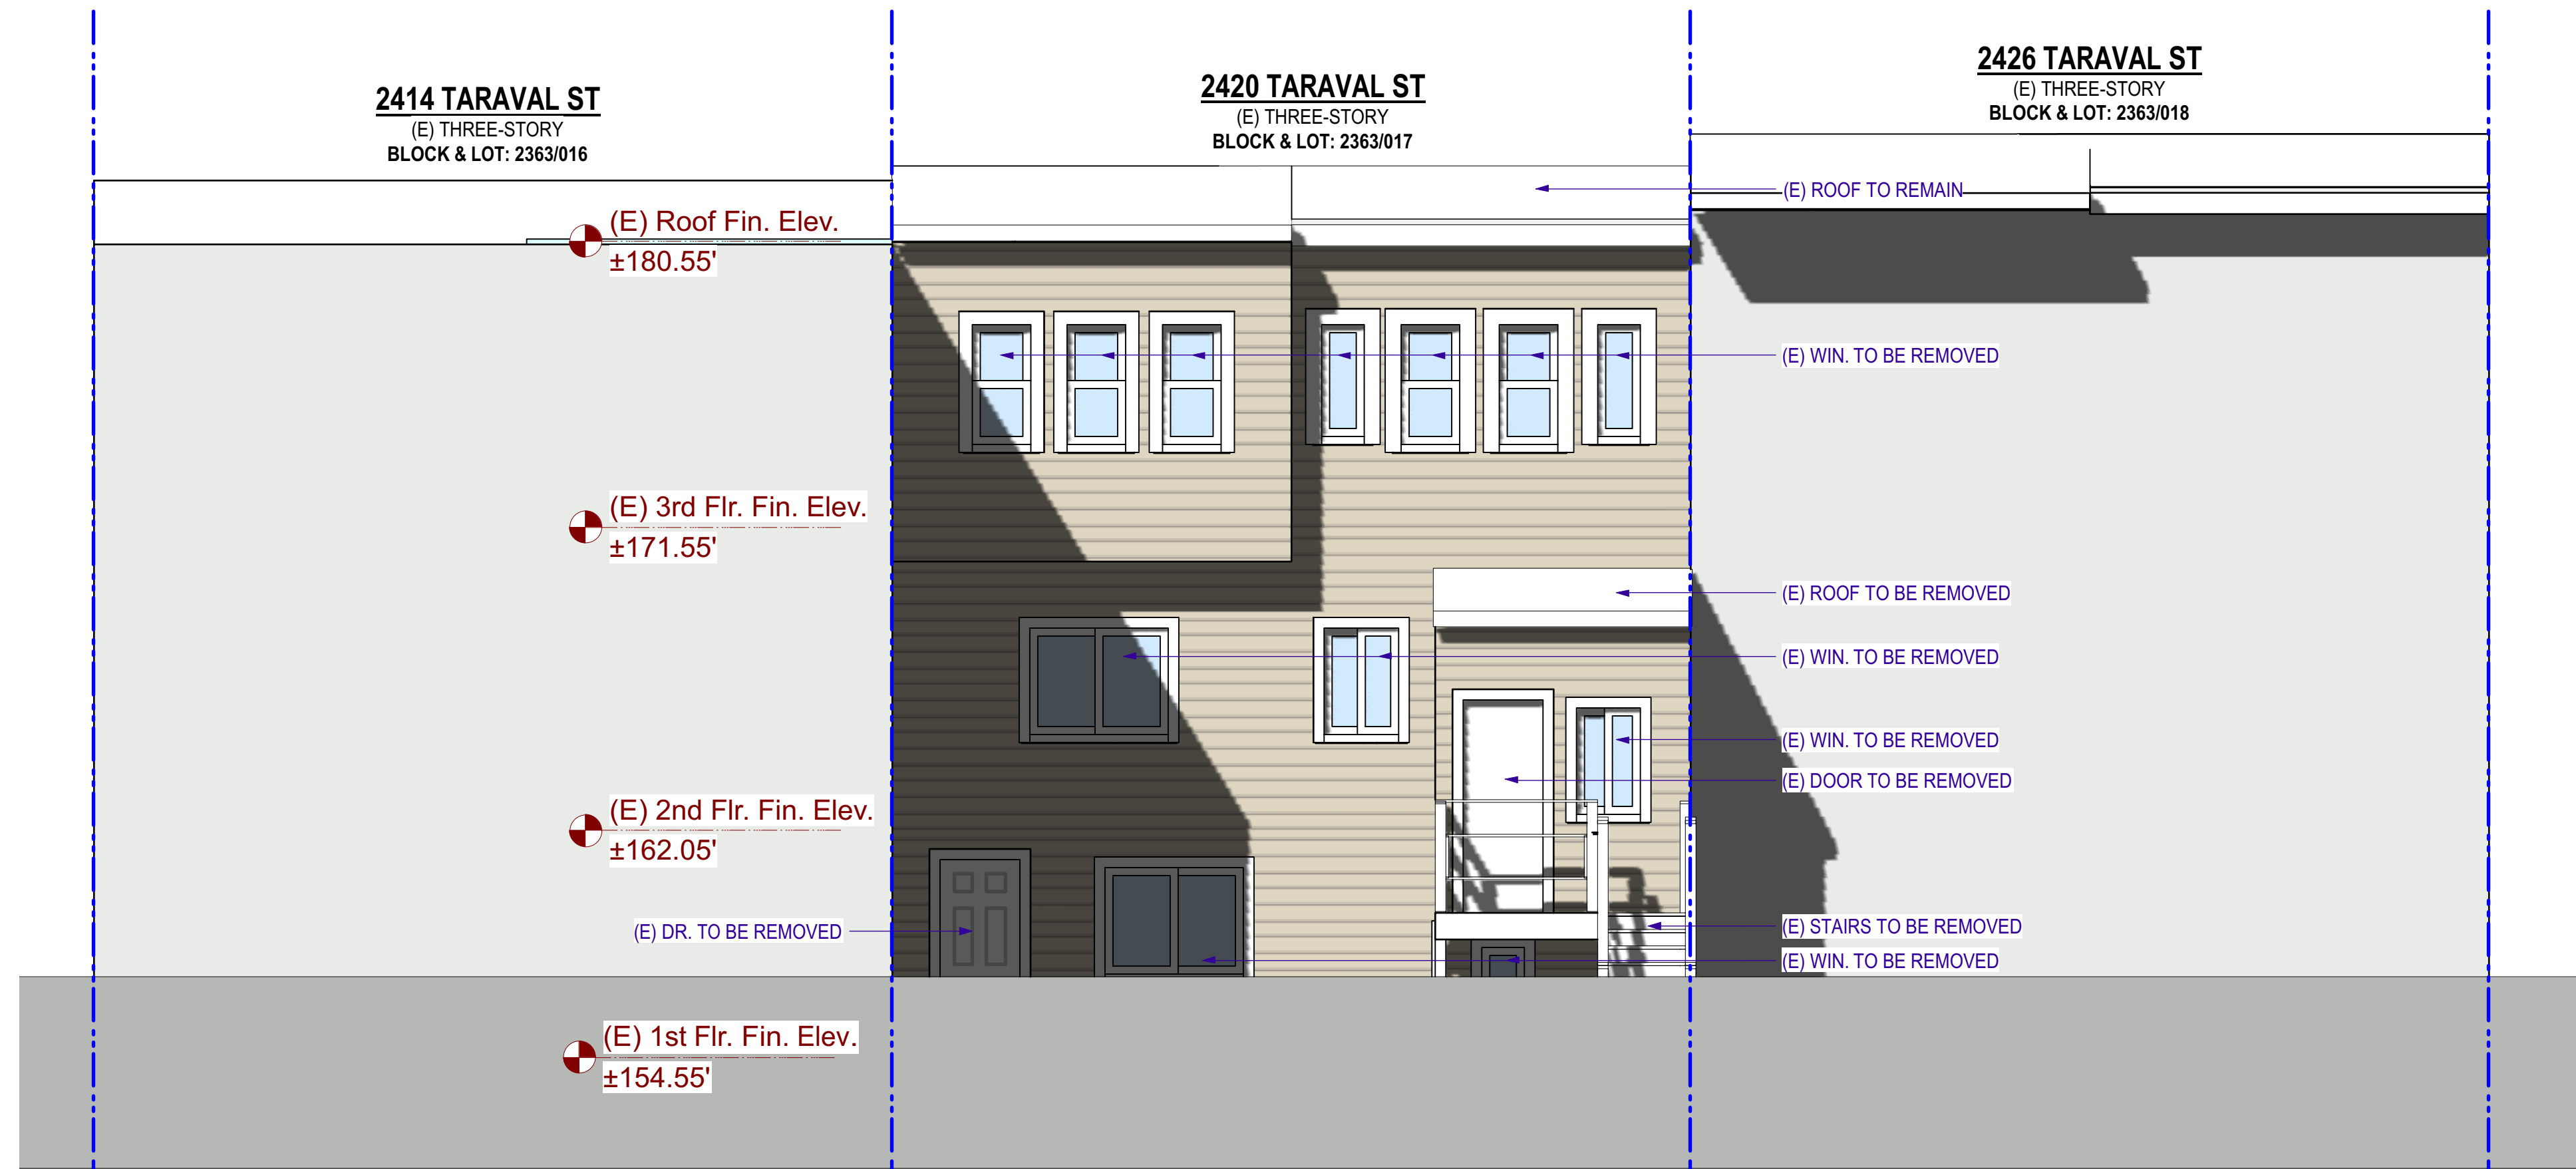 2414 TARAVAL ST
(E) THREE-STORY
BLOCK & LOT: 2363/016
2420 TARAVAL ST
(E) THREE-STORY
BLOCK & LOT: 2363/017
2426 TARAVAL ST
(E) THREE-STORY
BLOCK & LOT: 2363/018
(E) Roof Fin. Elev.
±180.55'
(E) 3rd Flr. Fin. Elev.
±171.55'
(E) 2nd Flr. Fin. Elev.
±162.05'
(E) DR. TO BE REMOVED
(E) 1st Flr. Fin. Elev.
±154.55'
(E) ROOF TO REMAIN
(E) WIN. TO BE REMOVED
(E) ROOF TO BE REMOVED
(E) WIN. TO BE REMOVED
(E) WIN. TO BE REMOVED
(E) DOOR TO BE REMOVED
(E) STAIRS TO BE REMOVED
(E) WIN. TO BE REMOVED